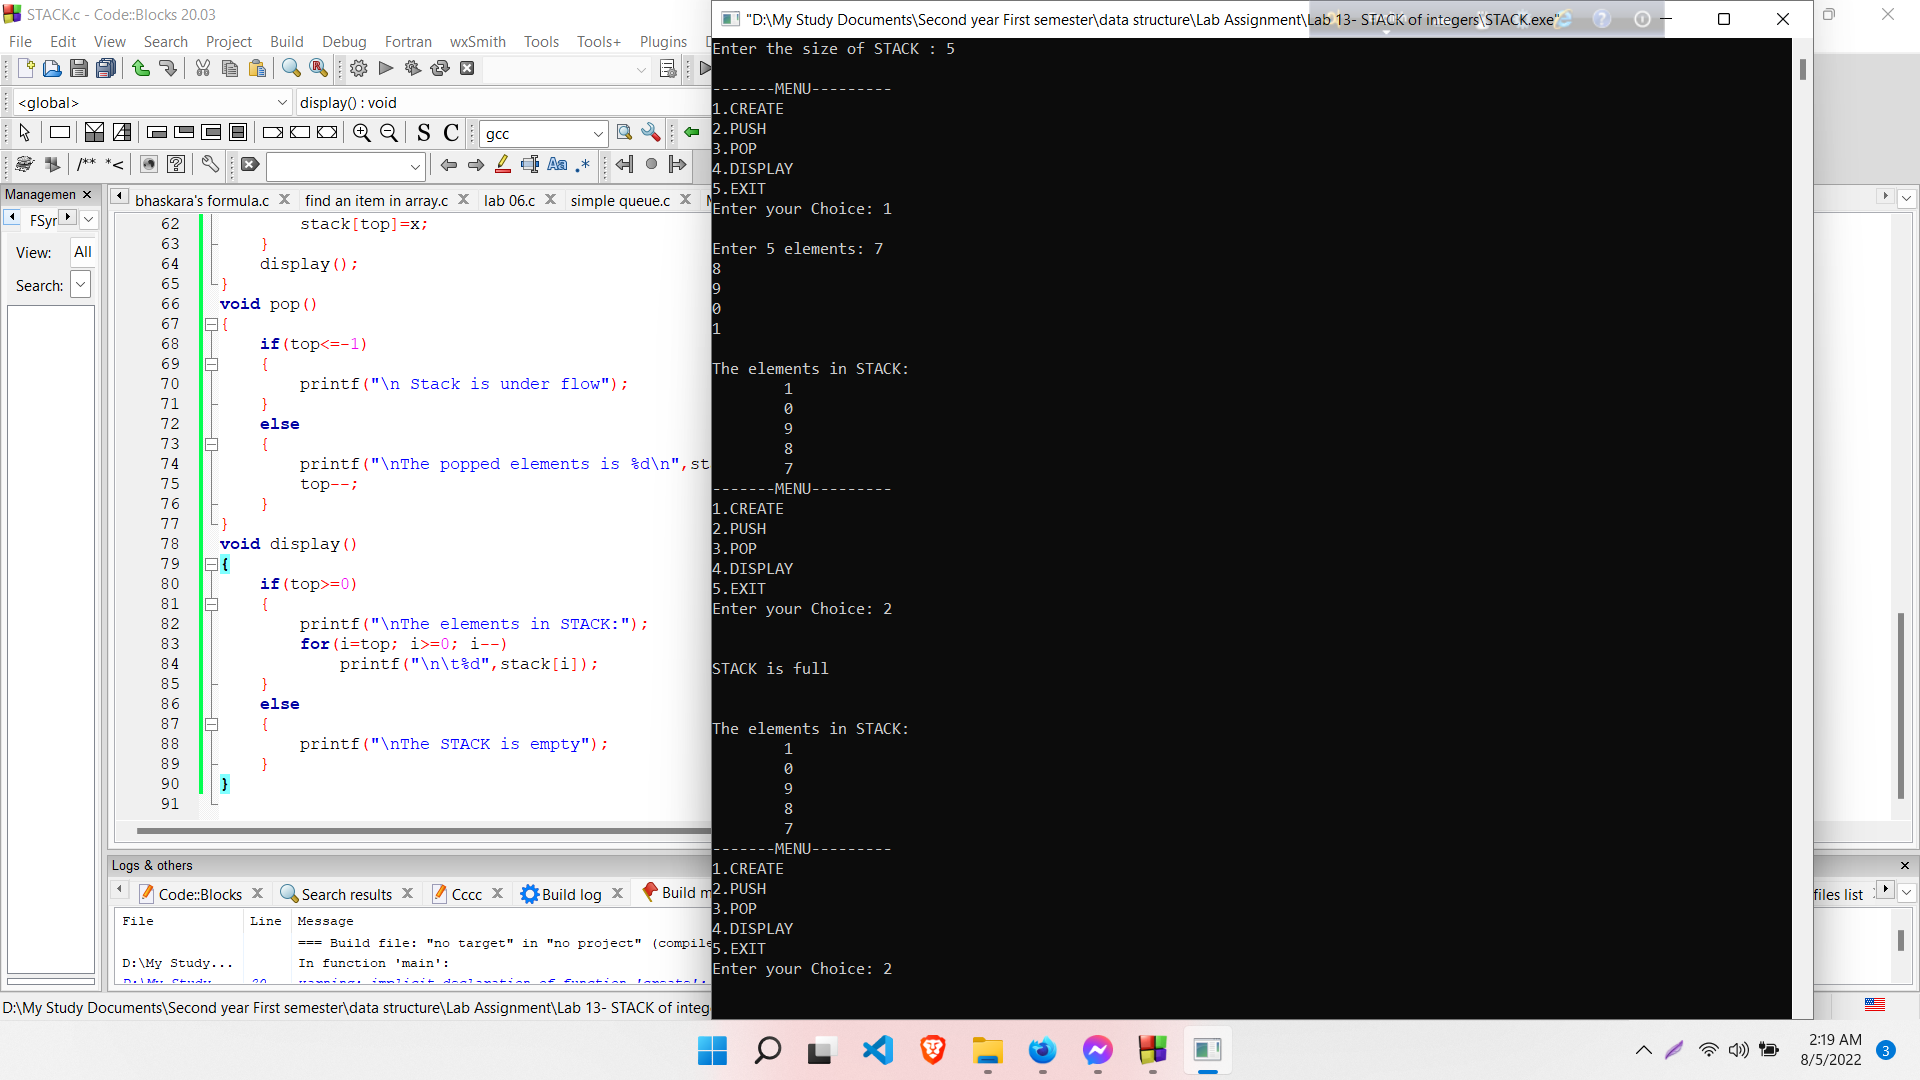 STACK.c - Code::Blocks 20.03
File Edit View Search Project Build Debug Fortran wxSmith Tools Tools+ Plugins
<global>
display() : void
S C gcc
/** *<
Aa .*
Managemen
FSyr
View: All
Search:
bhaskara's formula.c
find an item in array.c
lab 06.c
simple queue.c
62 stack[top]=x;
63 }
64 display();
65 }
66 void pop()
67 {
68 if(top<=-1)
69 {
70 printf("\n Stack is under flow");
71 }
72 else
73 {
74 printf("\nThe popped elements is %d\n",st
75 top--;
76 }
77 }
78 void display()
79 {
80 if(top>=0)
81 {
82 printf("\nThe elements in STACK:");
83 for(i=top; i>=0; i--)
84 printf("\n\t%d",stack[i]);
85 }
86 else
87 {
88 printf("\nThe STACK is empty");
89 }
90 }
91
Logs & others
Code::Blocks
Search results
Cccc
Build log
Build m
files list
File Line Message
=== Build file: "no target" in "no project" (compile
D:\My Study... In function 'main':
D:\My Study... warning: implicit declaration of function 'create';
D:\My Study Documents\Second year First semester\data structure\Lab Assignment\Lab 13- STACK of integ
"D:\My Study Documents\Second year First semester\data structure\Lab Assignment\Lab 13- STACK of integers\STACK.exe"
Enter the size of STACK : 5
-------MENU---------
1.CREATE
2.PUSH
3.POP
4.DISPLAY
5.EXIT
Enter your Choice: 1
Enter 5 elements: 7
8
9
0
1
The elements in STACK:
1
0
9
8
7
-------MENU---------
1.CREATE
2.PUSH
3.POP
4.DISPLAY
5.EXIT
Enter your Choice: 2
STACK is full
The elements in STACK:
1
0
9
8
7
-------MENU---------
1.CREATE
2.PUSH
3.POP
4.DISPLAY
5.EXIT
Enter your Choice: 2
2:19 AM
8/5/2022
3